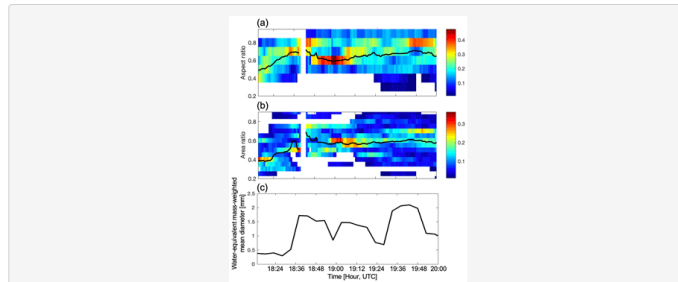 (a)
Aspect ratio
0.8
0.6
0.4
0.2
0.4
0.3
0.2
0.1
(b)
Area ratio
0.8
0.6
0.4
0.2
0.3
0.2
0.1
(c)
Water-equivalent mass-weighted
mean diameter [mm]
2.5
2
1.5
1
0.5
0
18:24 18:36 18:48 19:00 19:12 19:24 19:36 19:48 20:00
Time [Hour, UTC]